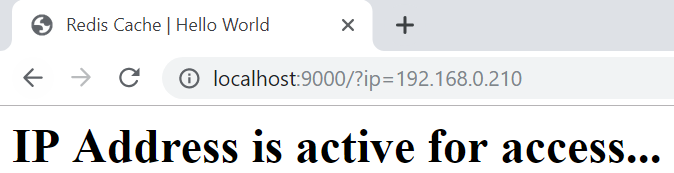 Redis Cache | Hello World
localhost:9000/?ip=192.168.0.210
IP Address is active for access...